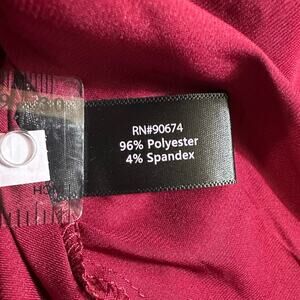 RN#90674
96% Polyester
4% Spandex